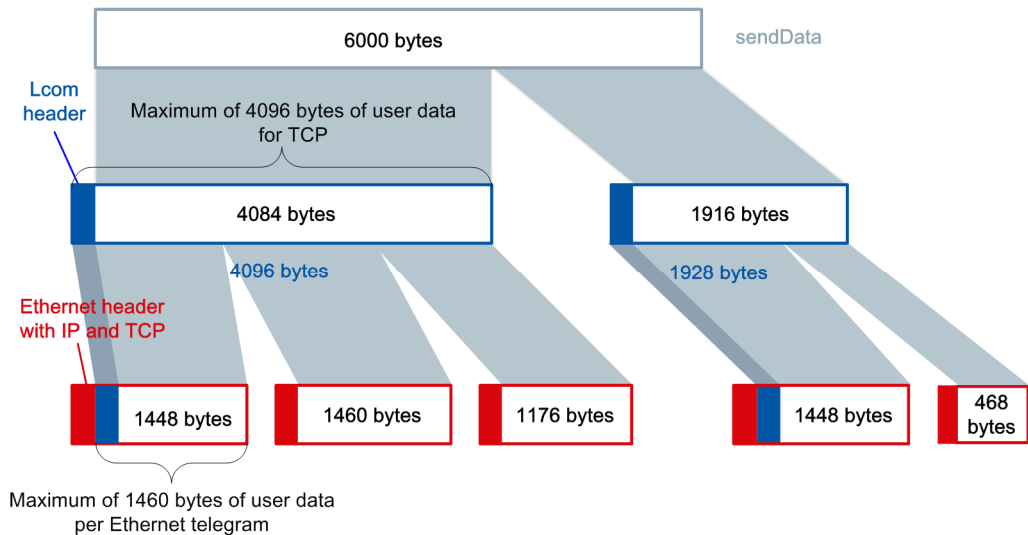 6000 bytes
sendData
Lcom
header
Maximum of 4096 bytes of user data
for TCP
4084 bytes
1916 bytes
4096 bytes
1928 bytes
Ethernet header
with IP and TCP
1448 bytes
1460 bytes
1176 bytes
1448 bytes
468
bytes
Maximum of 1460 bytes of user data
per Ethernet telegram